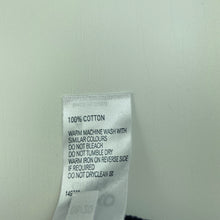 100% COTTON
WARM MACHINE WASH WITH
SIMILAR COLOURS
DO NOT BLEACH
DO NOT TUMBLE DRY
WARM IRON ON REVERSE SIDE
IF REQUIRED
DO NOT DRYCLEAN